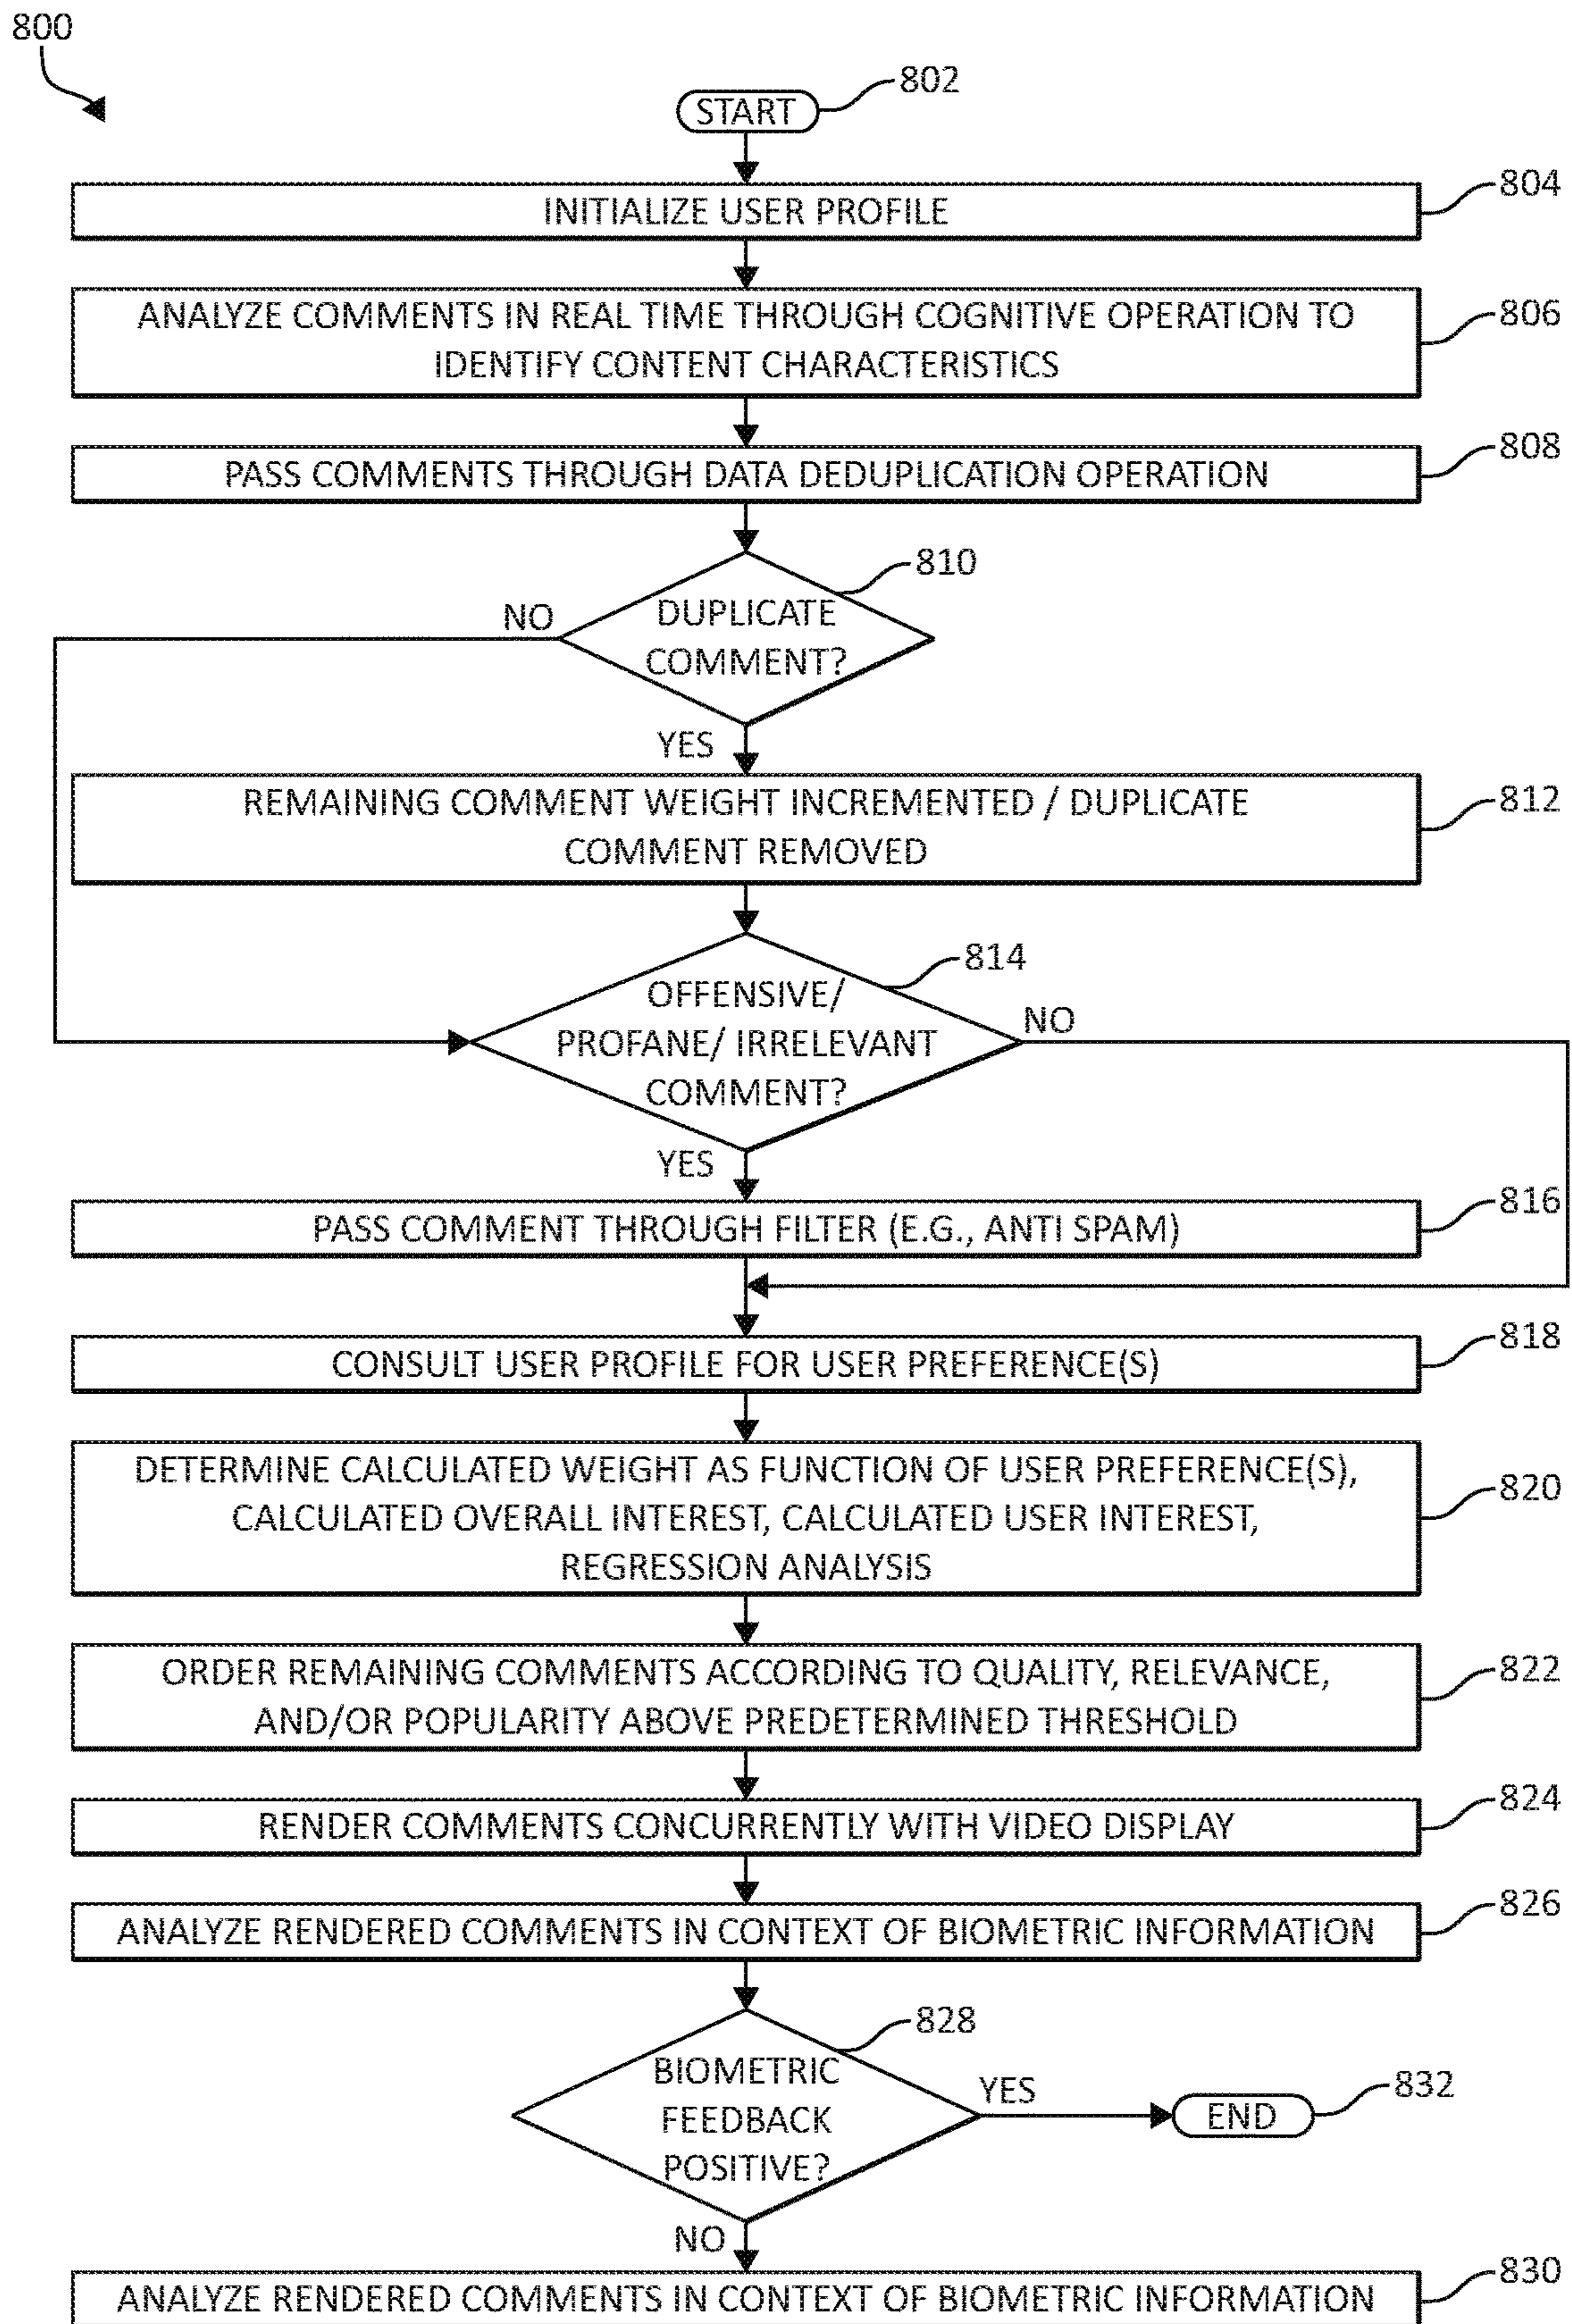 800
START
802
INITIALIZE USER PROFILE
804
ANALYZE COMMENTS IN REAL TIME THROUGH COGNITIVE OPERATION TO
IDENTIFY CONTENT CHARACTERISTICS
806
PASS COMMENTS THROUGH DATA DEDUPLICATION OPERATION
808
DUPLICATE
COMMENT?
810
NO
YES
REMAINING COMMENT WEIGHT INCREMENTED / DUPLICATE
COMMENT REMOVED
812
OFFENSIVE/
PROFANE/ IRRELEVANT
COMMENT?
814
NO
YES
PASS COMMENT THROUGH FILTER (E.G., ANTI SPAM)
816
CONSULT USER PROFILE FOR USER PREFERENCE(S)
818
DETERMINE CALCULATED WEIGHT AS FUNCTION OF USER PREFERENCE(S),
CALCULATED OVERALL INTEREST, CALCULATED USER INTEREST,
REGRESSION ANALYSIS
820
ORDER REMAINING COMMENTS ACCORDING TO QUALITY, RELEVANCE,
AND/OR POPULARITY ABOVE PREDETERMINED THRESHOLD
822
RENDER COMMENTS CONCURRENTLY WITH VIDEO DISPLAY
824
ANALYZE RENDERED COMMENTS IN CONTEXT OF BIOMETRIC INFORMATION
826
BIOMETRIC
FEEDBACK
POSITIVE?
828
YES
END
832
NO
ANALYZE RENDERED COMMENTS IN CONTEXT OF BIOMETRIC INFORMATION
830